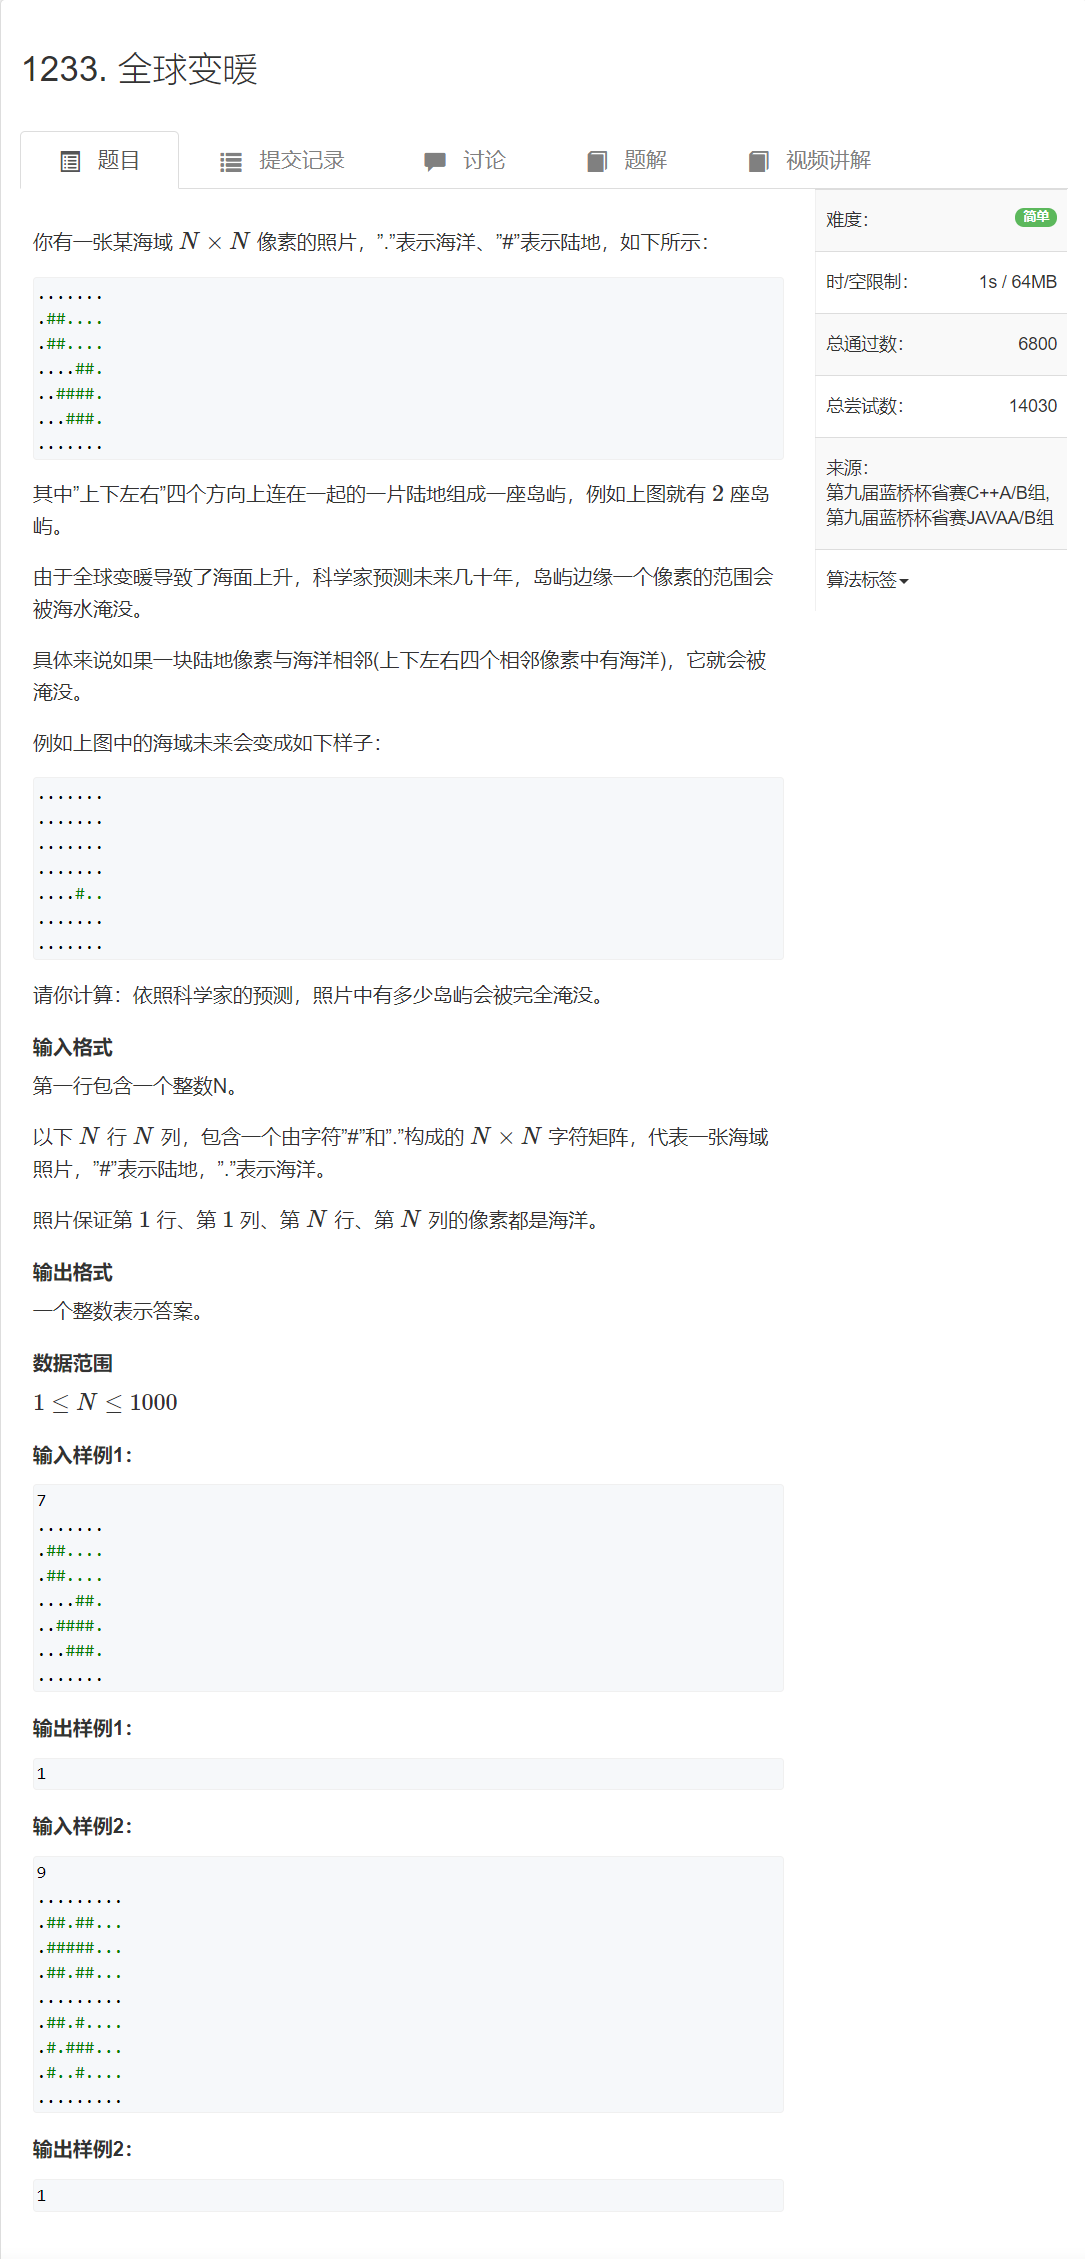 1233. 全球变暖
题目
提交记录
讨论
题解
视频讲解
难度：
简单
时/空限制：
1s / 64MB
总通过数：
6800
总尝试数：
14030
来源：
第九届蓝桥杯省赛C++A/B组,
第九届蓝桥杯省赛JAVAA/B组
算法标签
你有一张某海域 N × N 像素的照片，”.”表示海洋、”#”表示陆地，如下所示：
.......
.##....
.##....
....##.
..####.
...###.
.......
其中”上下左右”四个方向上连在一起的一片陆地组成一座岛屿，例如上图就有 2 座岛
屿。
由于全球变暖导致了海面上升，科学家预测未来几十年，岛屿边缘一个像素的范围会
被海水淹没。
具体来说如果一块陆地像素与海洋相邻(上下左右四个相邻像素中有海洋)，它就会被
淹没。
例如上图中的海域未来会变成如下样子：
.......
.......
.......
.......
....#..
.......
.......
请你计算：依照科学家的预测，照片中有多少岛屿会被完全淹没。
输入格式
第一行包含一个整数N。
以下 N 行 N 列，包含一个由字符”#”和”.”构成的 N × N 字符矩阵，代表一张海域
照片，”#”表示陆地，”.”表示海洋。
照片保证第 1 行、第 1 列、第 N 行、第 N 列的像素都是海洋。
输出格式
一个整数表示答案。
数据范围
1 ≤ N ≤ 1000
输入样例1：
7
.......
.##....
.##....
....##.
..####.
...###.
.......
输出样例1：
1
输入样例2：
9
.........
.##.##...
.#####...
.##.##...
.........
.##.#....
.#.###...
.#..#....
.........
输出样例2：
1